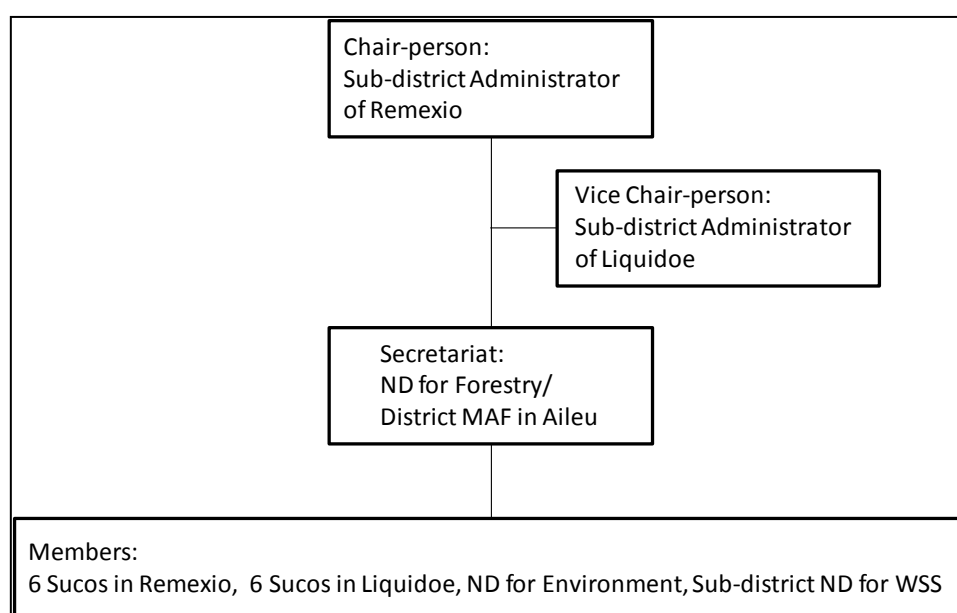 Chair-person:
Sub-district Administrator
of Remexio
Vice Chair-person:
Sub-district Administrator
of Liquidoe
Secretariat:
ND for Forestry/
District MAF in Aileu
Members:
6 Sucos in Remexio, 6 Sucos in Liquidoe, ND for Environment, Sub-district ND for WSS